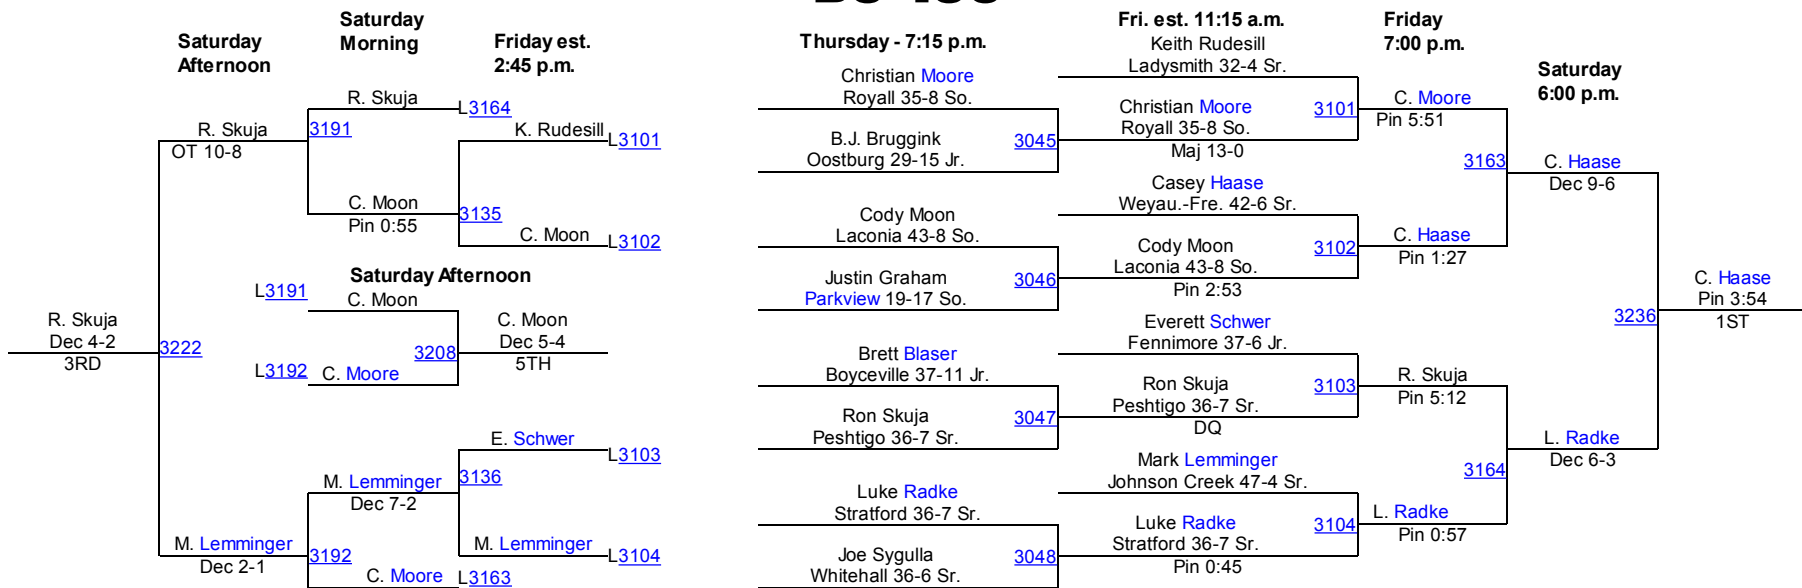 Saturday
Afternoon
Saturday
Morning
Friday est.
2:45 p.m.
Thursday - 7:15 p.m.
Fri. est. 11:15 a.m.
Friday
7:00 p.m.
Saturday
6:00 p.m.
R. Skuja
L3164
3191
R. Skuja
OT 10-8
K. Rudesill
L3101
C. Moon
Pin 0:55
3135
C. Moon
L3102
Saturday Afternoon
L3191
C. Moon
R. Skuja
Dec 4-2
3RD
3222
3208
C. Moon
Dec 5-4
5TH
L3192
C. Moore
E. Schwer
L3103
M. Lemminger
Dec 7-2
3136
M. Lemminger
Dec 2-1
3192
M. Lemminger
L3104
C. Moore
L3163
Christian Moore
Royall 35-8 So.
B.J. Bruggink
Oostburg 29-15 Jr.
3045
Cody Moon
Laconia 43-8 So.
Justin Graham
Parkview 19-17 So.
3046
Brett Blaser
Boyceville 37-11 Jr.
Ron Skuja
Peshtigo 36-7 Sr.
3047
Luke Radke
Stratford 36-7 Sr.
Joe Sygulla
Whitehall 36-6 Sr.
3048
Keith Rudesill
Ladysmith 32-4 Sr.
Christian Moore
Royall 35-8 So.
Maj 13-0
3101
Casey Haase
Weyau.-Fre. 42-6 Sr.
Cody Moon
Laconia 43-8 So.
Pin 2:53
3102
Everett Schwer
Fennimore 37-6 Jr.
Ron Skuja
Peshtigo 36-7 Sr.
DQ
3103
Mark Lemminger
Johnson Creek 47-4 Sr.
Luke Radke
Stratford 36-7 Sr.
Pin 0:45
3104
C. Moore
Pin 5:51
3163
C. Haase
Pin 1:27
R. Skuja
Pin 5:12
3164
L. Radke
Pin 0:57
C. Haase
Dec 9-6
3236
L. Radke
Dec 6-3
C. Haase
Pin 3:54
1ST